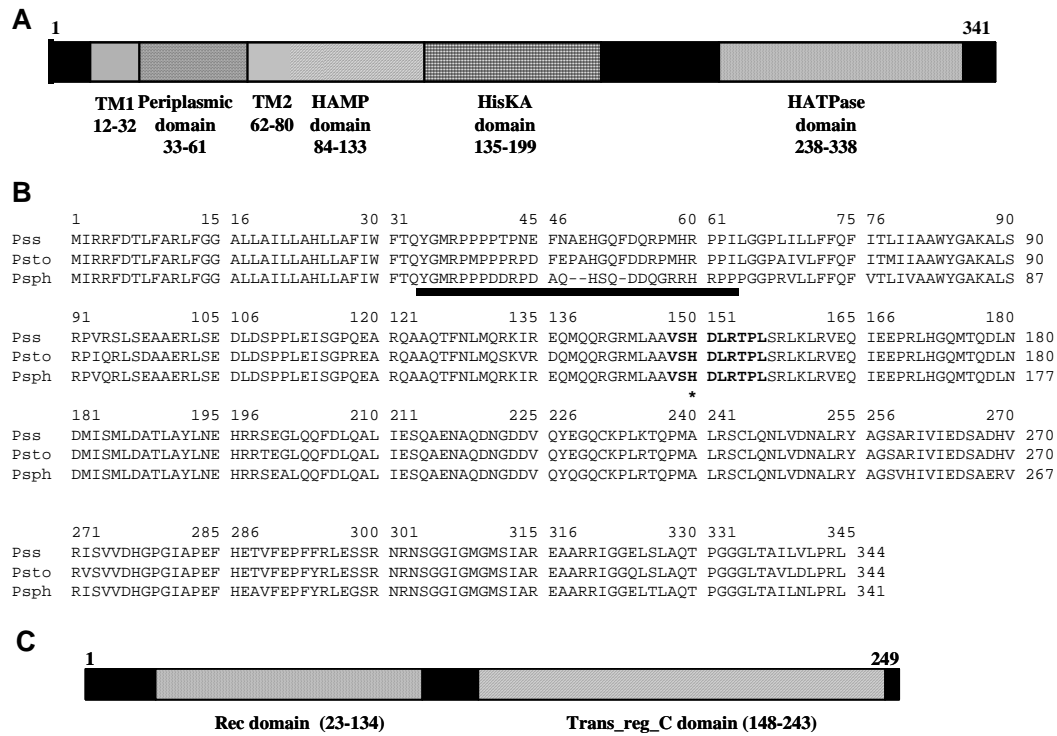 A
1 341
TM1 Periplasmic TM2 HAMP HisKA HATPase
12-32 domain 62-80 domain domain domain
33-61 84-133 135-199 238-338
B
1 15 16 30 31 45 46 60 61 75 76 90
Pss MIRRFDTLFARLFGG ALLAILLAHLLAFIW FTQYGMRPPPPTPNEF FNAEHGQFDQRPMHR PPILGGPLILLFFQF ITLIIAAWYGAKALS 90
Psto MIRRFDTLFARLFGG ALLAILLAHLLAFIW FTQYGMRPMPPPRPD DFEPAHGQFDDRPMHR PPILGGPAIVLFFQF ITMIIAAWYGAKALS 90
Psph MIRRFDTLFARLFGG ALLAILLAHLLAFIW FTQYGMRPPPDDRPD AQ--HSQ-DDQGRRH RPPPGGPRVLLFFQF VTLIVAAWYGAKALS 87
91 105 106 120 121 135 136 150 151 165 166 180
Pss RPVRSLSEAAERLSE DLDSPPLEISGPQEA RQAAQTFNLMQRKIR EQMQQRGRMLAAVSH DLRTPLSRLKLRVEQ IEEPRLHGQMTQDLN 180
Psto RPIQRLSDAAERLSE DLDSPPLEISGPREA RQAAQTFNLMQSKVR DQMQQRGRMLAAVSH DLRTPLSRLKLRVEQ IEEPRLHGQMTQDLN 180
Psph RPVQRLSEAAERLSE DLDSPPLEISGPQEA RQAAQTFNLMQRKIR EQMQQRGRMLAAVSH DLRTPLSRLKLRVEQ IEEPRLHGQMTQDLN 177
*
181 195 196 210 211 225 226 240 241 255 256 270
Pss DMISMLDATLAYLNE HRRSEGLQQFDLQAL IESQAENAQDNGDDV QYEGQCKPLKTQPMA LRSCLQNLVDNALRY AGSARIVIEDSADHV 270
Psto DMISMLDATLAYLNE HRRTEGLQQFDLQAL IESQAENAQDNGDDV QYQGQCKPLRTQPMA LRSCLQNLVDNALRY AGSARIVIEDSADHV 270
Psph DMISMLDATLAYLNE HRRSEALQQFDLQAL IESQAENAQDNGDDV QYQGQCKPLRTQPMA LRSCLQNLVDNALRY AGSVHIVIEDSAERV 267
271 285 286 300 301 315 316 330 331 345
Pss RISVVDHGPGIAPEF HETVFEPFFRLESSR NRNSGGIGMGMSIAR EAARRIGGELSLAQT PGGGLTAILVLPRL 344
Psto RVSVVDHGPGIAPEF HETVFEPFYRLESSR NRNSGGIGMGMSIAR EAARRIGGQLSLAQT PGGGLTAVLDLPRL 344
Psph RISVVDHGPGIAPEF HEAVFEPFYRLEGSR NRNSGGIGMGMSIAR EAARRIGGELTLAQT PGGGLTAILNLPRL 341
C
1 249
Rec domain (23-134) Trans_reg_C domain (148-243)